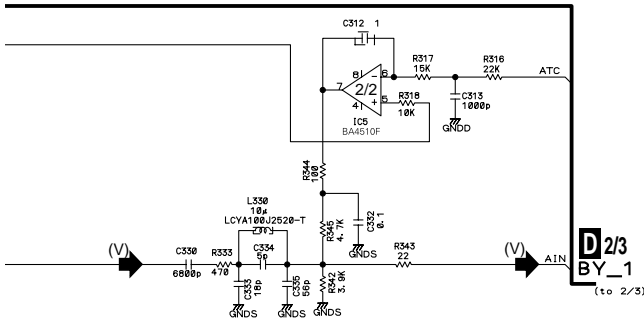 C312 1
R317
15K
R316
22K
ATC
8
6
7
2/2
4
5
R318
10K
IC5
BA4510F
C313
1000p
GNDD
R344
100
L330
10μ
LCYA100J2520-T
R345
4.7K
C332
0.1
GNDS
(V)
C330
6800p
R333
470
C334
5p
R343
22
(V)
AIN
D 2/3
BY_1
(to 2/3)
C333
18p
GNDS
C335
56p
GNDS
R342
3.9K
GNDS